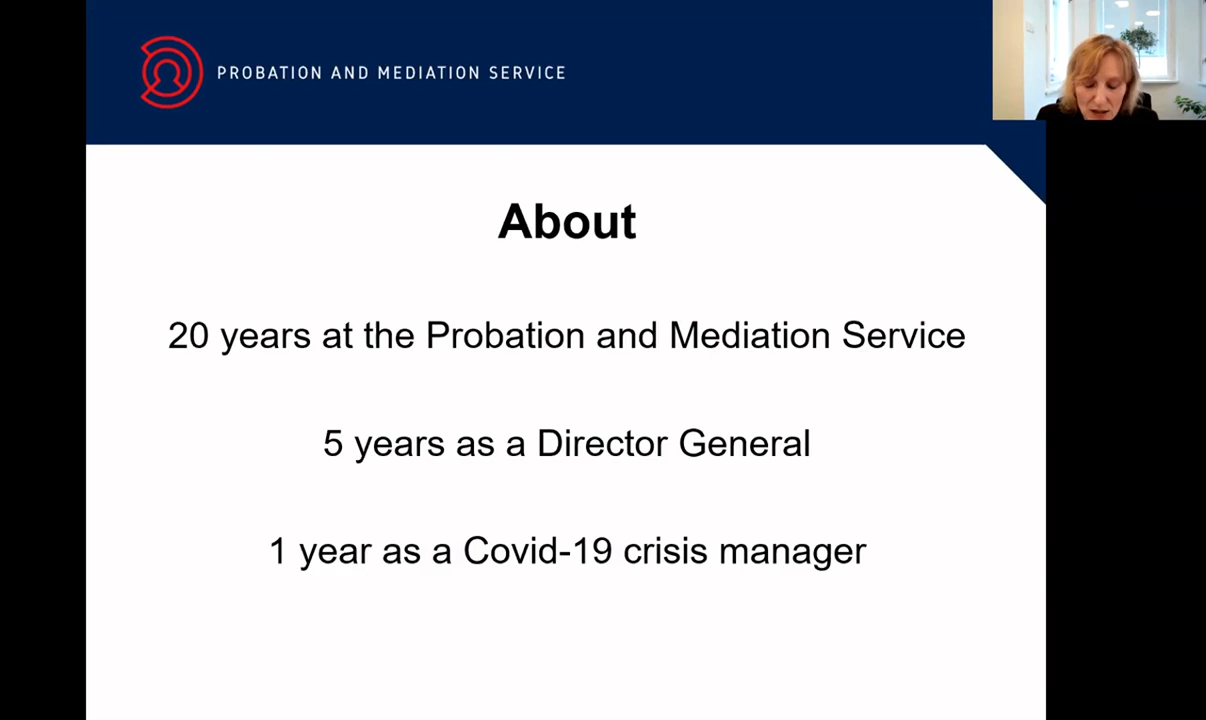 PROBATION AND MEDIATION SERVICE
About
20 years at the Probation and Mediation Service
5 years as a Director General
1 year as a Covid-19 crisis manager